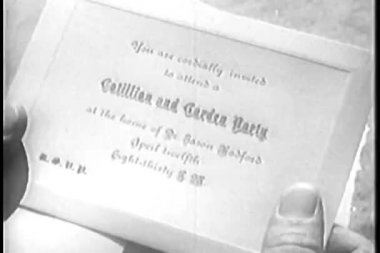 You are cordially invited
to attend a
Cotillian and Garden Party
at the home of Dr. Jason Radford
April twelfth
Eight-thirty P.M.
R.S.V.P.